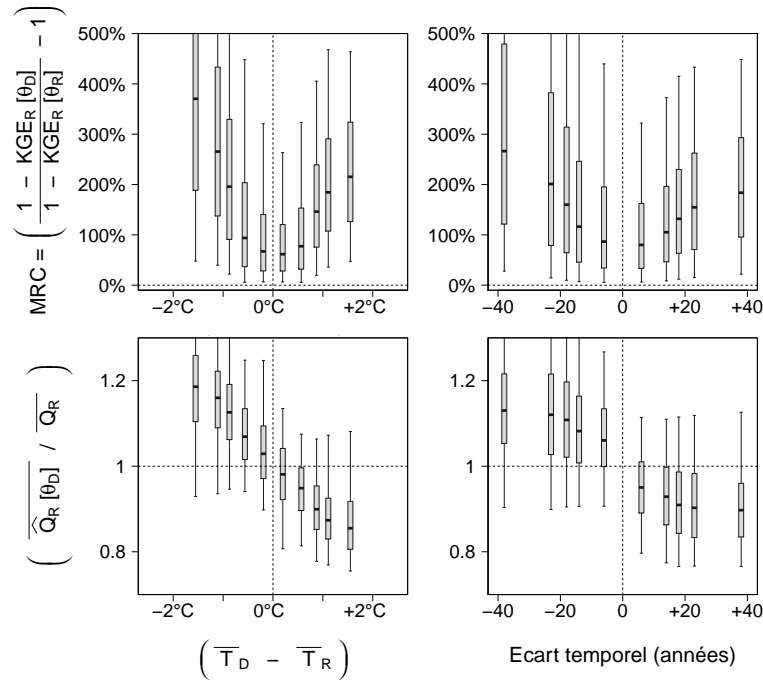 MRC = ( 1 − KGE_R [θ_D] / 1 − KGE_R [θ_R] − 1 )
500%
400%
300%
200%
100%
0%
−2°C 0°C +2°C
500%
400%
300%
200%
100%
0%
−40 −20 0 +20 +40
( Q̂_R [θ_D] / Q_R )
1.2
1
0.8
−2°C 0°C +2°C
( T_D − T_R )
1.2
1
0.8
−40 −20 0 +20 +40
Ecart temporel (années)